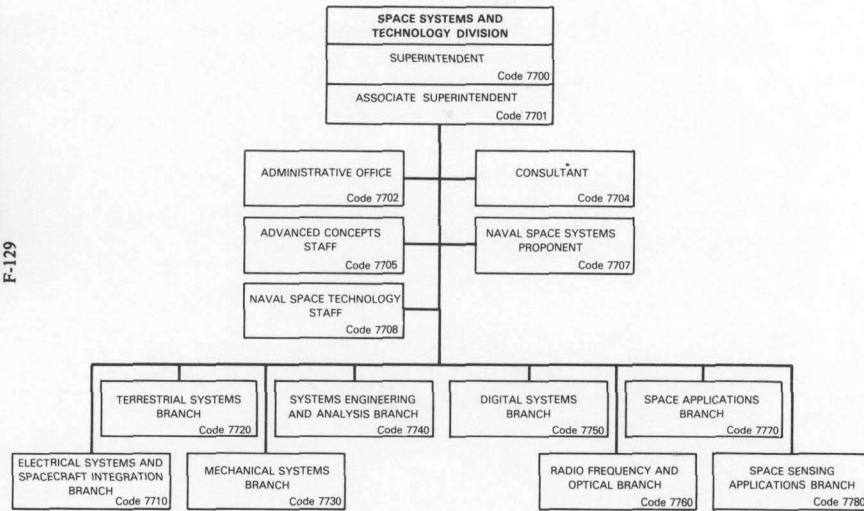 SPACE SYSTEMS AND
TECHNOLOGY DIVISION
SUPERINTENDENT
Code 7700
ASSOCIATE SUPERINTENDENT
Code 7701
ADMINISTRATIVE OFFICE
Code 7702
CONSULTANT
Code 7704
ADVANCED CONCEPTS
STAFF
Code 7705
NAVAL SPACE SYSTEMS
PROPONENT
Code 7707
NAVAL SPACE TECHNOLOGY
STAFF
Code 7708
F-129
TERRESTRIAL SYSTEMS
BRANCH
Code 7720
SYSTEMS ENGINEERING
AND ANALYSIS BRANCH
Code 7740
DIGITAL SYSTEMS
BRANCH
Code 7750
SPACE APPLICATIONS
BRANCH
Code 7770
ELECTRICAL SYSTEMS AND
SPACECRAFT INTEGRATION
BRANCH
Code 7710
MECHANICAL SYSTEMS
BRANCH
Code 7730
RADIO FREQUENCY AND
OPTICAL BRANCH
Code 7760
SPACE SENSING
APPLICATIONS BRANCH
Code 7780